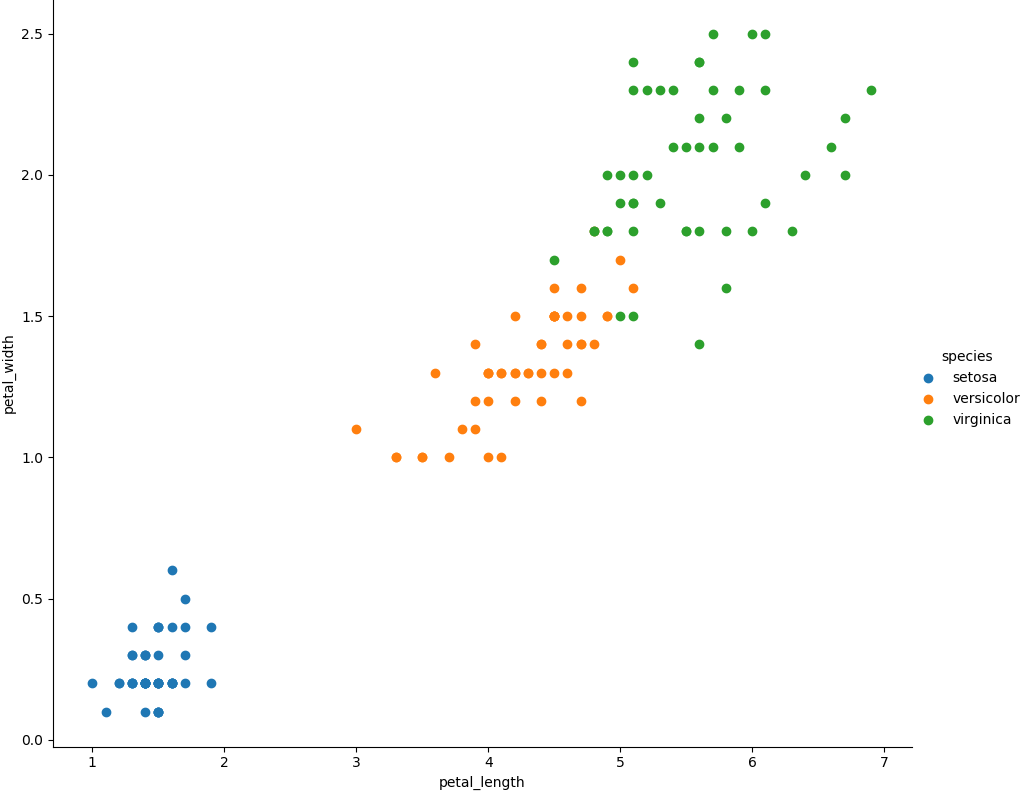 2.5
2.0
1.5
1.0
0.5
0.0
petal_width
1 2 3 4 5 6 7
petal_length
species
setosa
versicolor
virginica